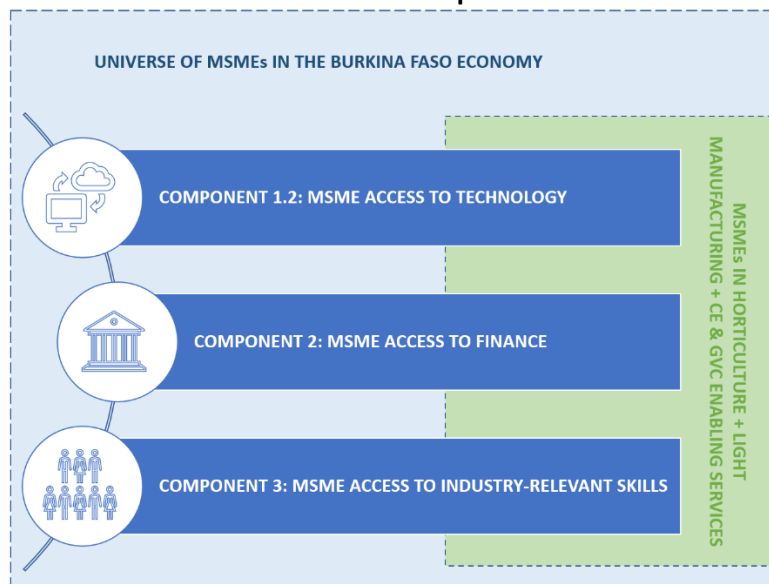 UNIVERSE OF MSMEs IN THE BURKINA FASO ECONOMY
COMPONENT 1.2: MSME ACCESS TO TECHNOLOGY
COMPONENT 2: MSME ACCESS TO FINANCE
COMPONENT 3: MSME ACCESS TO INDUSTRY-RELEVANT SKILLS
MSMEs IN HORTICULTURE + LIGHT
MANUFACTURING + CE & GVC ENABLING SERVICES